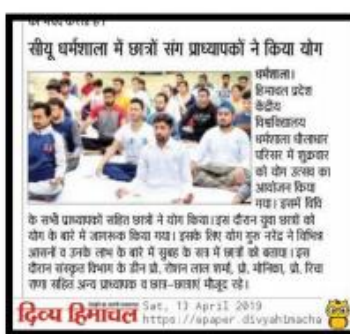 सीयू धर्मशाला में छात्रों संग प्राध्यापकों ने किया योग
धर्मशाला।
हिमाचल प्रदेश
केंद्रीय
विश्वविद्यालय
धर्मशाला धौलाधार
परिसर में शुक्रवार
को योग उत्सव का
आयोजन किया
गया। इसमें विवि
के सभी प्राध्यापकों सहित छात्रों ने योग किया। इस दौरान युवा छात्रों को
योग के बारे में जागरूक किया गया। इसके लिए योग गुरु नरेंद्र ने विभिन्न
आसनों व उनके लाभ के बारे में सुबह के सत्र में छात्रों को बताया। इस
दौरान संस्कृत विभाग के डीन प्रो. रोशन लाल शर्मा, प्रो. मोनिका, प्रो. रिचा
राणा सहित अन्य प्राध्यापक व छात्र-छात्राएं मौजूद रहे।
दिव्य हिमाचल Sat, 13 April 2019
https://epaper.divyahimacha